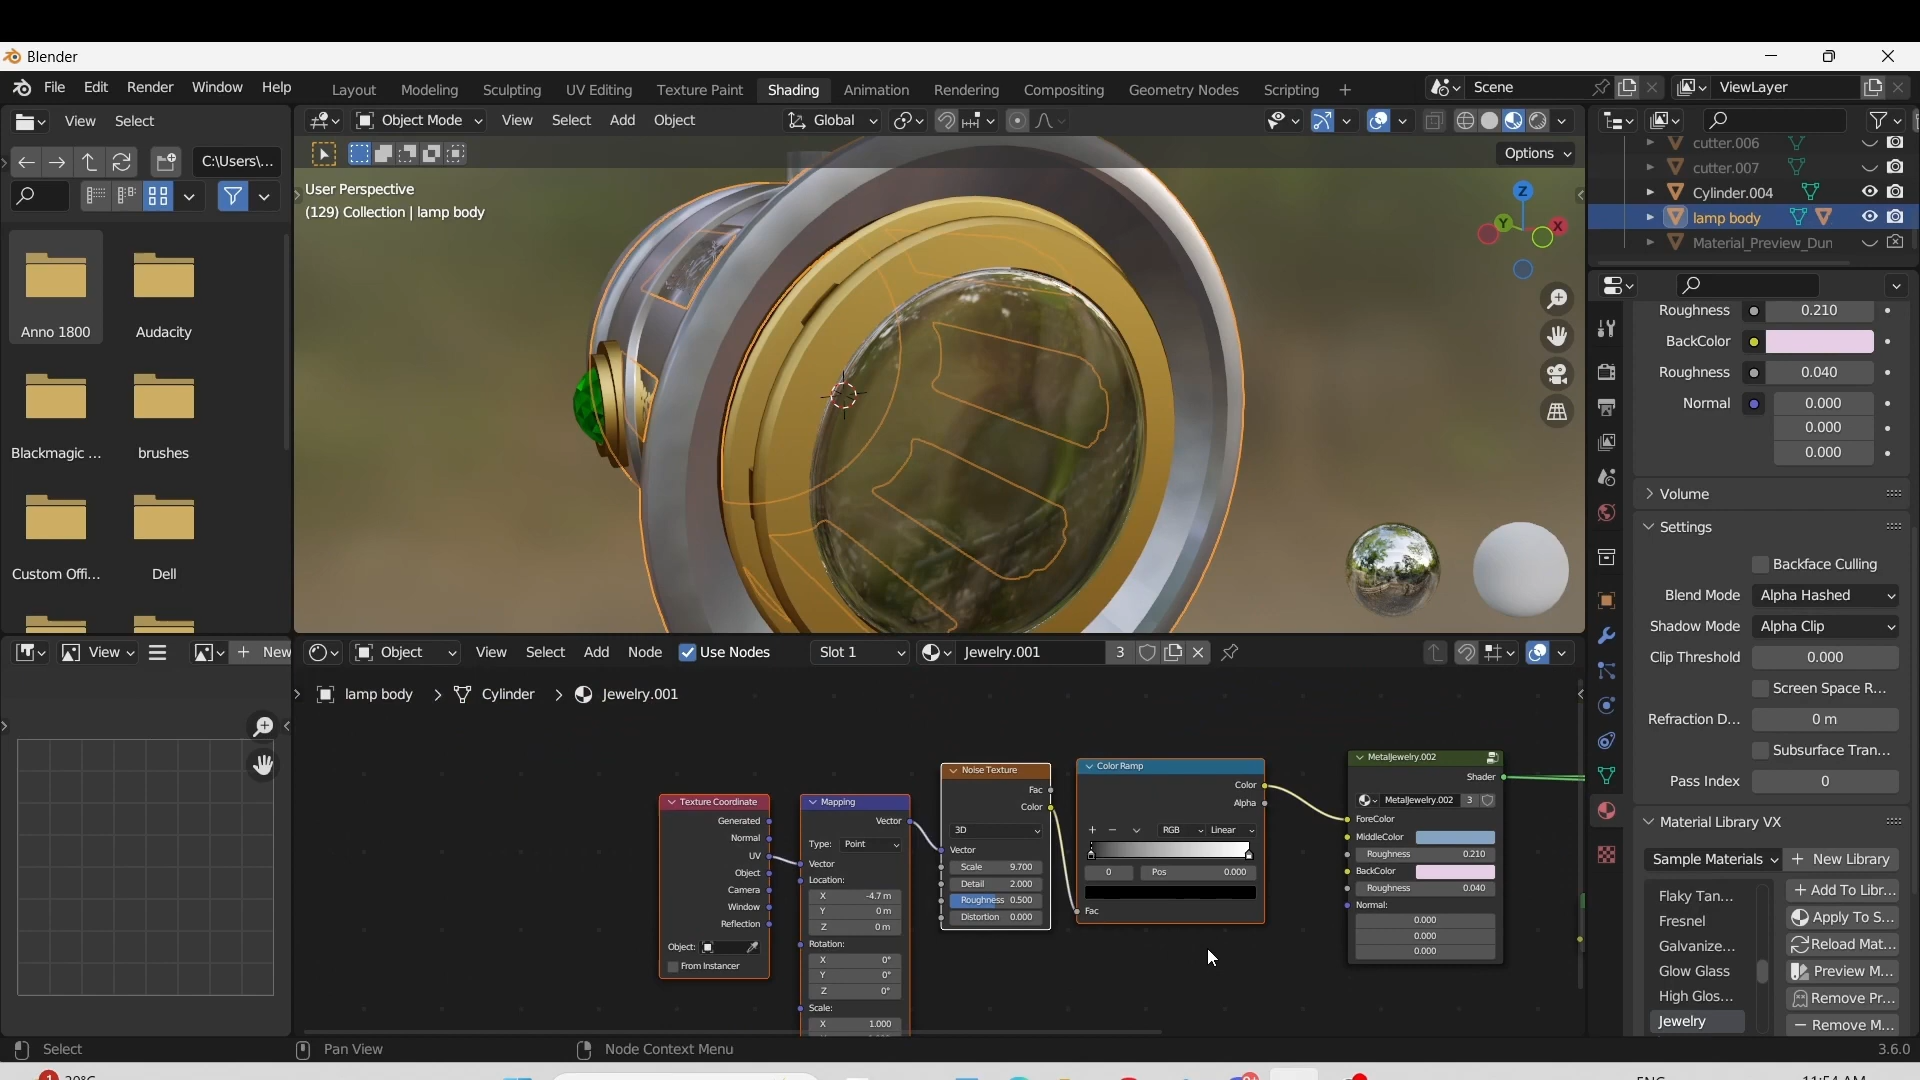 Blender
File Edit Render Window Help
Layout Modeling Sculpting UV Editing Texture Paint Shading Animation Rendering Compositing Geometry Nodes Scripting +
Scene
ViewLayer
View Select
Object Mode View Select Add Object
Global
C:\Users\...
Options
User Perspective
(129) Collection | lamp body
Z
Y
X
cutter.006
cutter.007
Cylinder.004
lamp body
Material_Preview_Dun
Anno 1800
Audacity
Blackmagic ...
brushes
Custom Offi...
Dell
Roughness 0.210
BackColor
Roughness 0.040
Normal 0.000
0.000
0.000
Volume
Settings
Backface Culling
Blend Mode Alpha Hashed
Shadow Mode Alpha Clip
Clip Threshold 0.000
Screen Space R...
Refraction D... 0 m
Subsurface Tran...
Pass Index 0
Material Library VX
Sample Materials
+ New Library
Flaky Tan...
Fresnel
Galvanize...
Glow Glass
High Glos...
Jewelry
+ Add To Libr...
Apply To S...
Reload Mat...
Preview M...
Remove Pr...
− Remove M...
View
+ New
Object View Select Add Node Use Nodes Slot 1 Jewelry.001 3
lamp body > Cylinder > Jewelry.001
Texture Coordinate
Generated
Normal
UV
Object
Camera
Window
Reflection
Object:
From Instancer
Mapping
Vector
Type: Point
Vector
Location:
X -4.7 m
Y 0 m
Z 0 m
Rotation:
X 0°
Y 0°
Z 0°
Scale:
X 1.000
Noise Texture
Fac
Color
3D
Vector
Scale 9.700
Detail 2.000
Roughness 0.500
Distortion 0.000
Color Ramp
Color
Alpha
+ − RGB Linear
0 Pos 0.000
Fac
MetalJewelry.002
Shader
MetalJewelry.002 3
ForeColor
MiddleColor
Roughness 0.210
BackColor
Roughness 0.040
Normal:
0.000
0.000
0.000
Select
Pan View
Node Context Menu
3.6.0